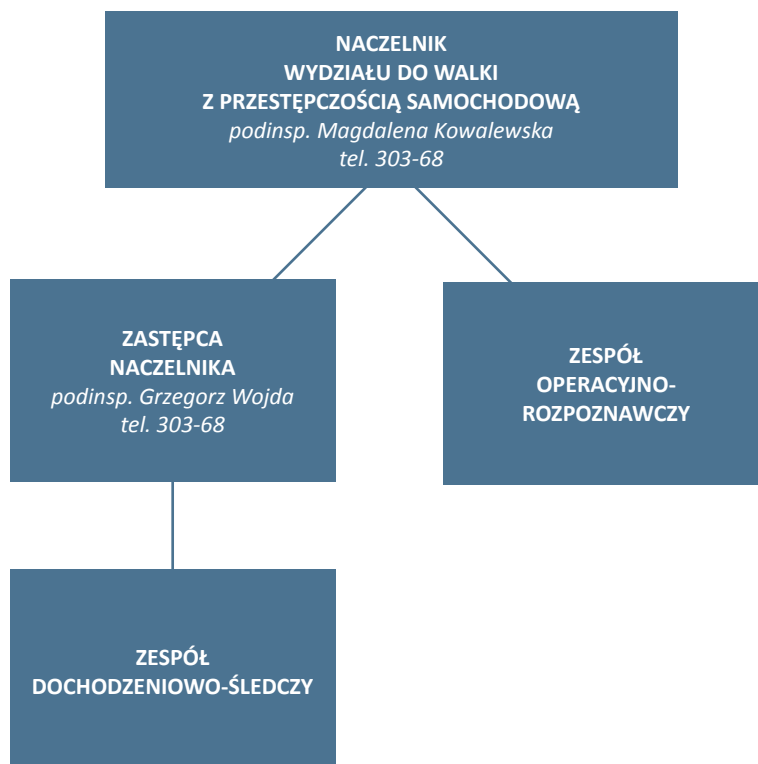 NACZELNIK
WYDZIAŁU DO WALKI
Z PRZESTĘPCZOŚCIĄ SAMOCHODOWĄ
podinsp. Magdalena Kowalewska
tel. 303-68
ZASTĘPCA
NACZELNIKA
podinsp. Grzegorz Wojda
tel. 303-68
ZESPÓŁ
OPERACYJNO-
ROZPOZNAWCZY
ZESPÓŁ
DOCHODZENIOWO-ŚLEDCZY